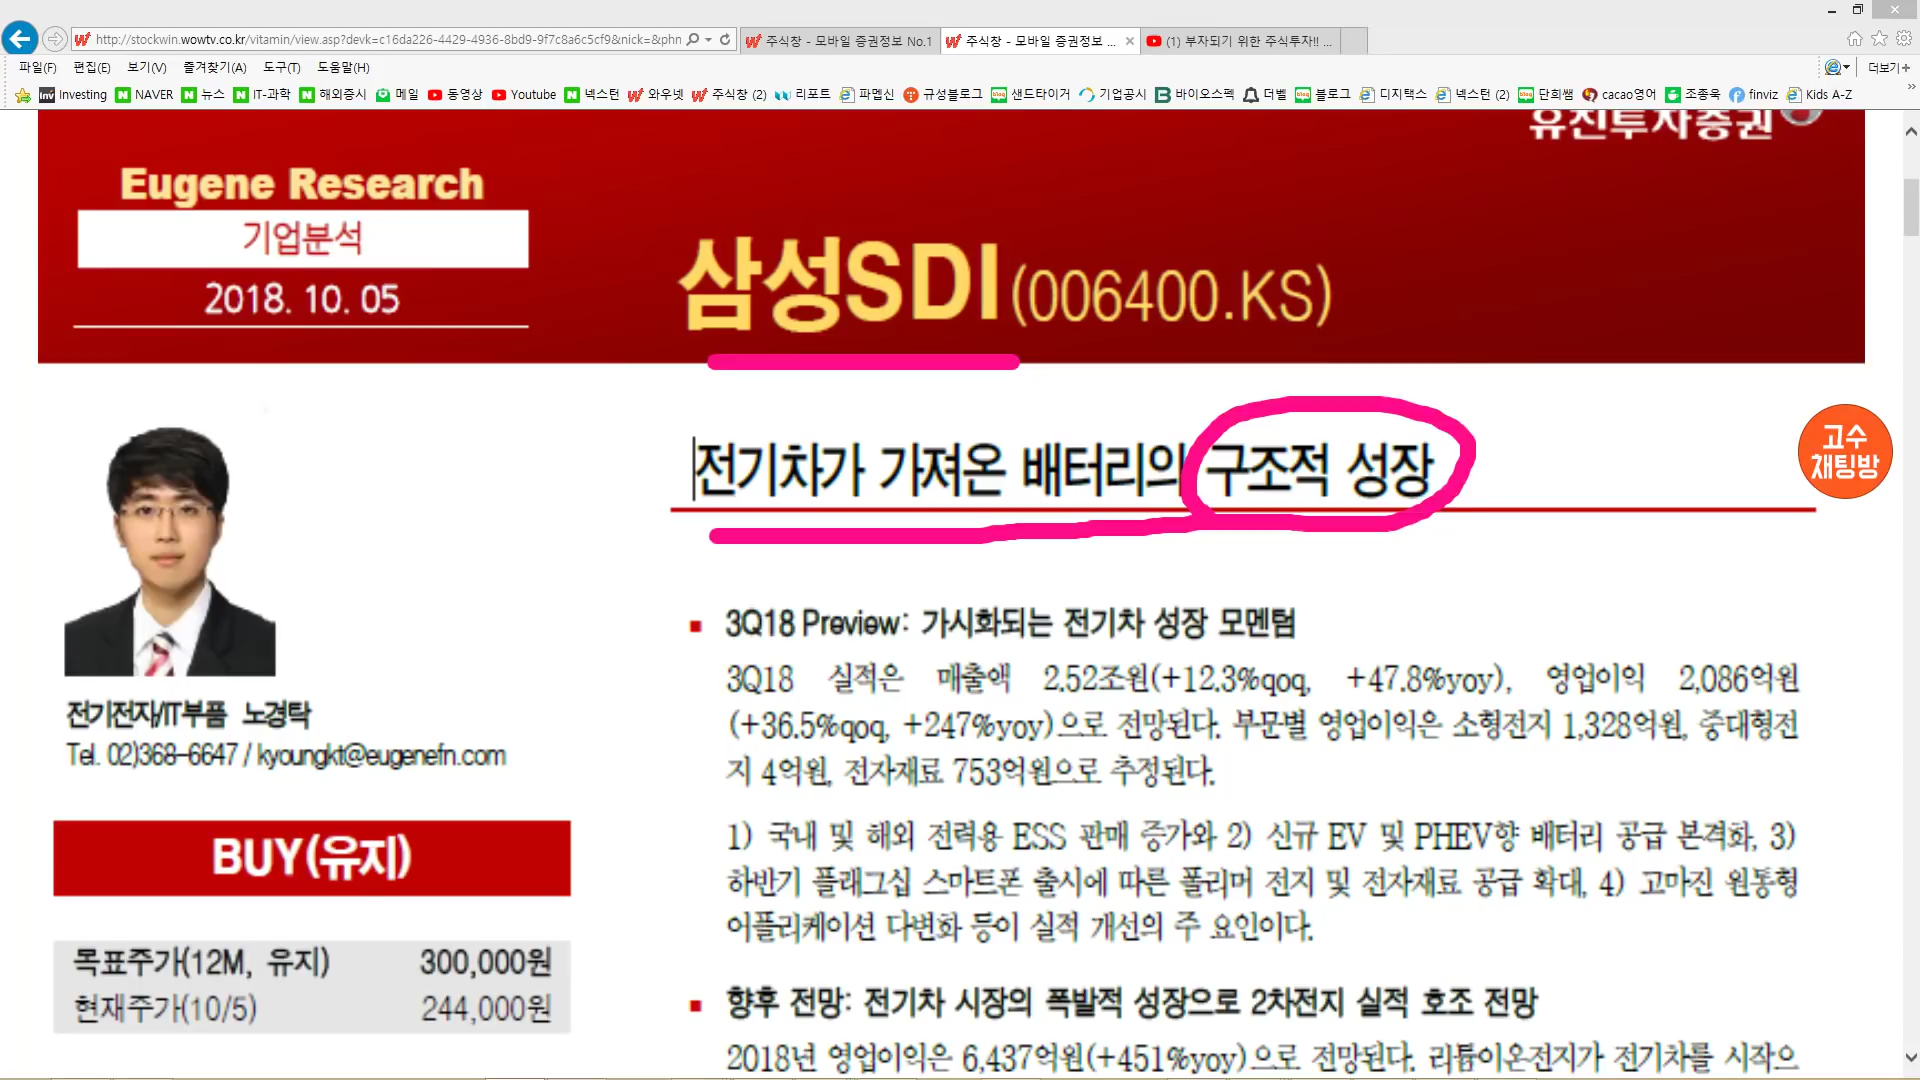 http://stockwin.wowtv.co.kr/vitamin/view.asp?devk=c16da226-4429-4936-8bd9-9f7c8a6c5cf9&nick=&phn
주식창 - 모바일 증권정보 No.1
주식창 - 모바일 증권정보 ...
(1) 부자되기 위한 주식투자!! ...
파일(F) 편집(E) 보기(V) 즐겨찾기(A) 도구(T) 도움말(H)
더보기
Investing NAVER 뉴스 IT-과학 해외증시 메일 동영상 Youtube 넥스턴 와우넷 주식창 (2) 리포트 파멥신 규성블로그 샌드타이거 기업공시 바이오스펙 더벨 블로그 디지택스 넥스턴 (2) 단희쌤 cacao영어 조종욱 finviz Kids A-Z
유진투자증권
Eugene Research
기업분석
2018. 10. 05
삼성SDI(006400.KS)
전기차가 가져온 배터리의 구조적 성장
고수
채팅방
전기전자/IT부품 노경탁
Tel. 02)368-6647 / kyoungkt@eugenefn.com
BUY(유지)
목표주가(12M, 유지) 300,000원
현재주가(10/5) 244,000원
3Q18 Preview: 가시화되는 전기차 성장 모멘텀
3Q18 실적은 매출액 2.52조원(+12.3%qoq, +47.8%yoy), 영업이익 2,086억원
(+36.5%qoq, +247%yoy)으로 전망된다. 부문별 영업이익은 소형전지 1,328억원, 중대형전
지 4억원, 전자재료 753억원으로 추정된다.
1) 국내 및 해외 전력용 ESS 판매 증가와 2) 신규 EV 및 PHEV향 배터리 공급 본격화, 3)
하반기 플래그십 스마트폰 출시에 따른 폴리머 전지 및 전자재료 공급 확대, 4) 고마진 원통형
어플리케이션 다변화 등이 실적 개선의 주 요인이다.
향후 전망: 전기차 시장의 폭발적 성장으로 2차전지 실적 호조 전망
2018년 영업이익은 6,437억원(+451%yoy)으로 전망된다. 리튬이온전지가 전기차를 시작으